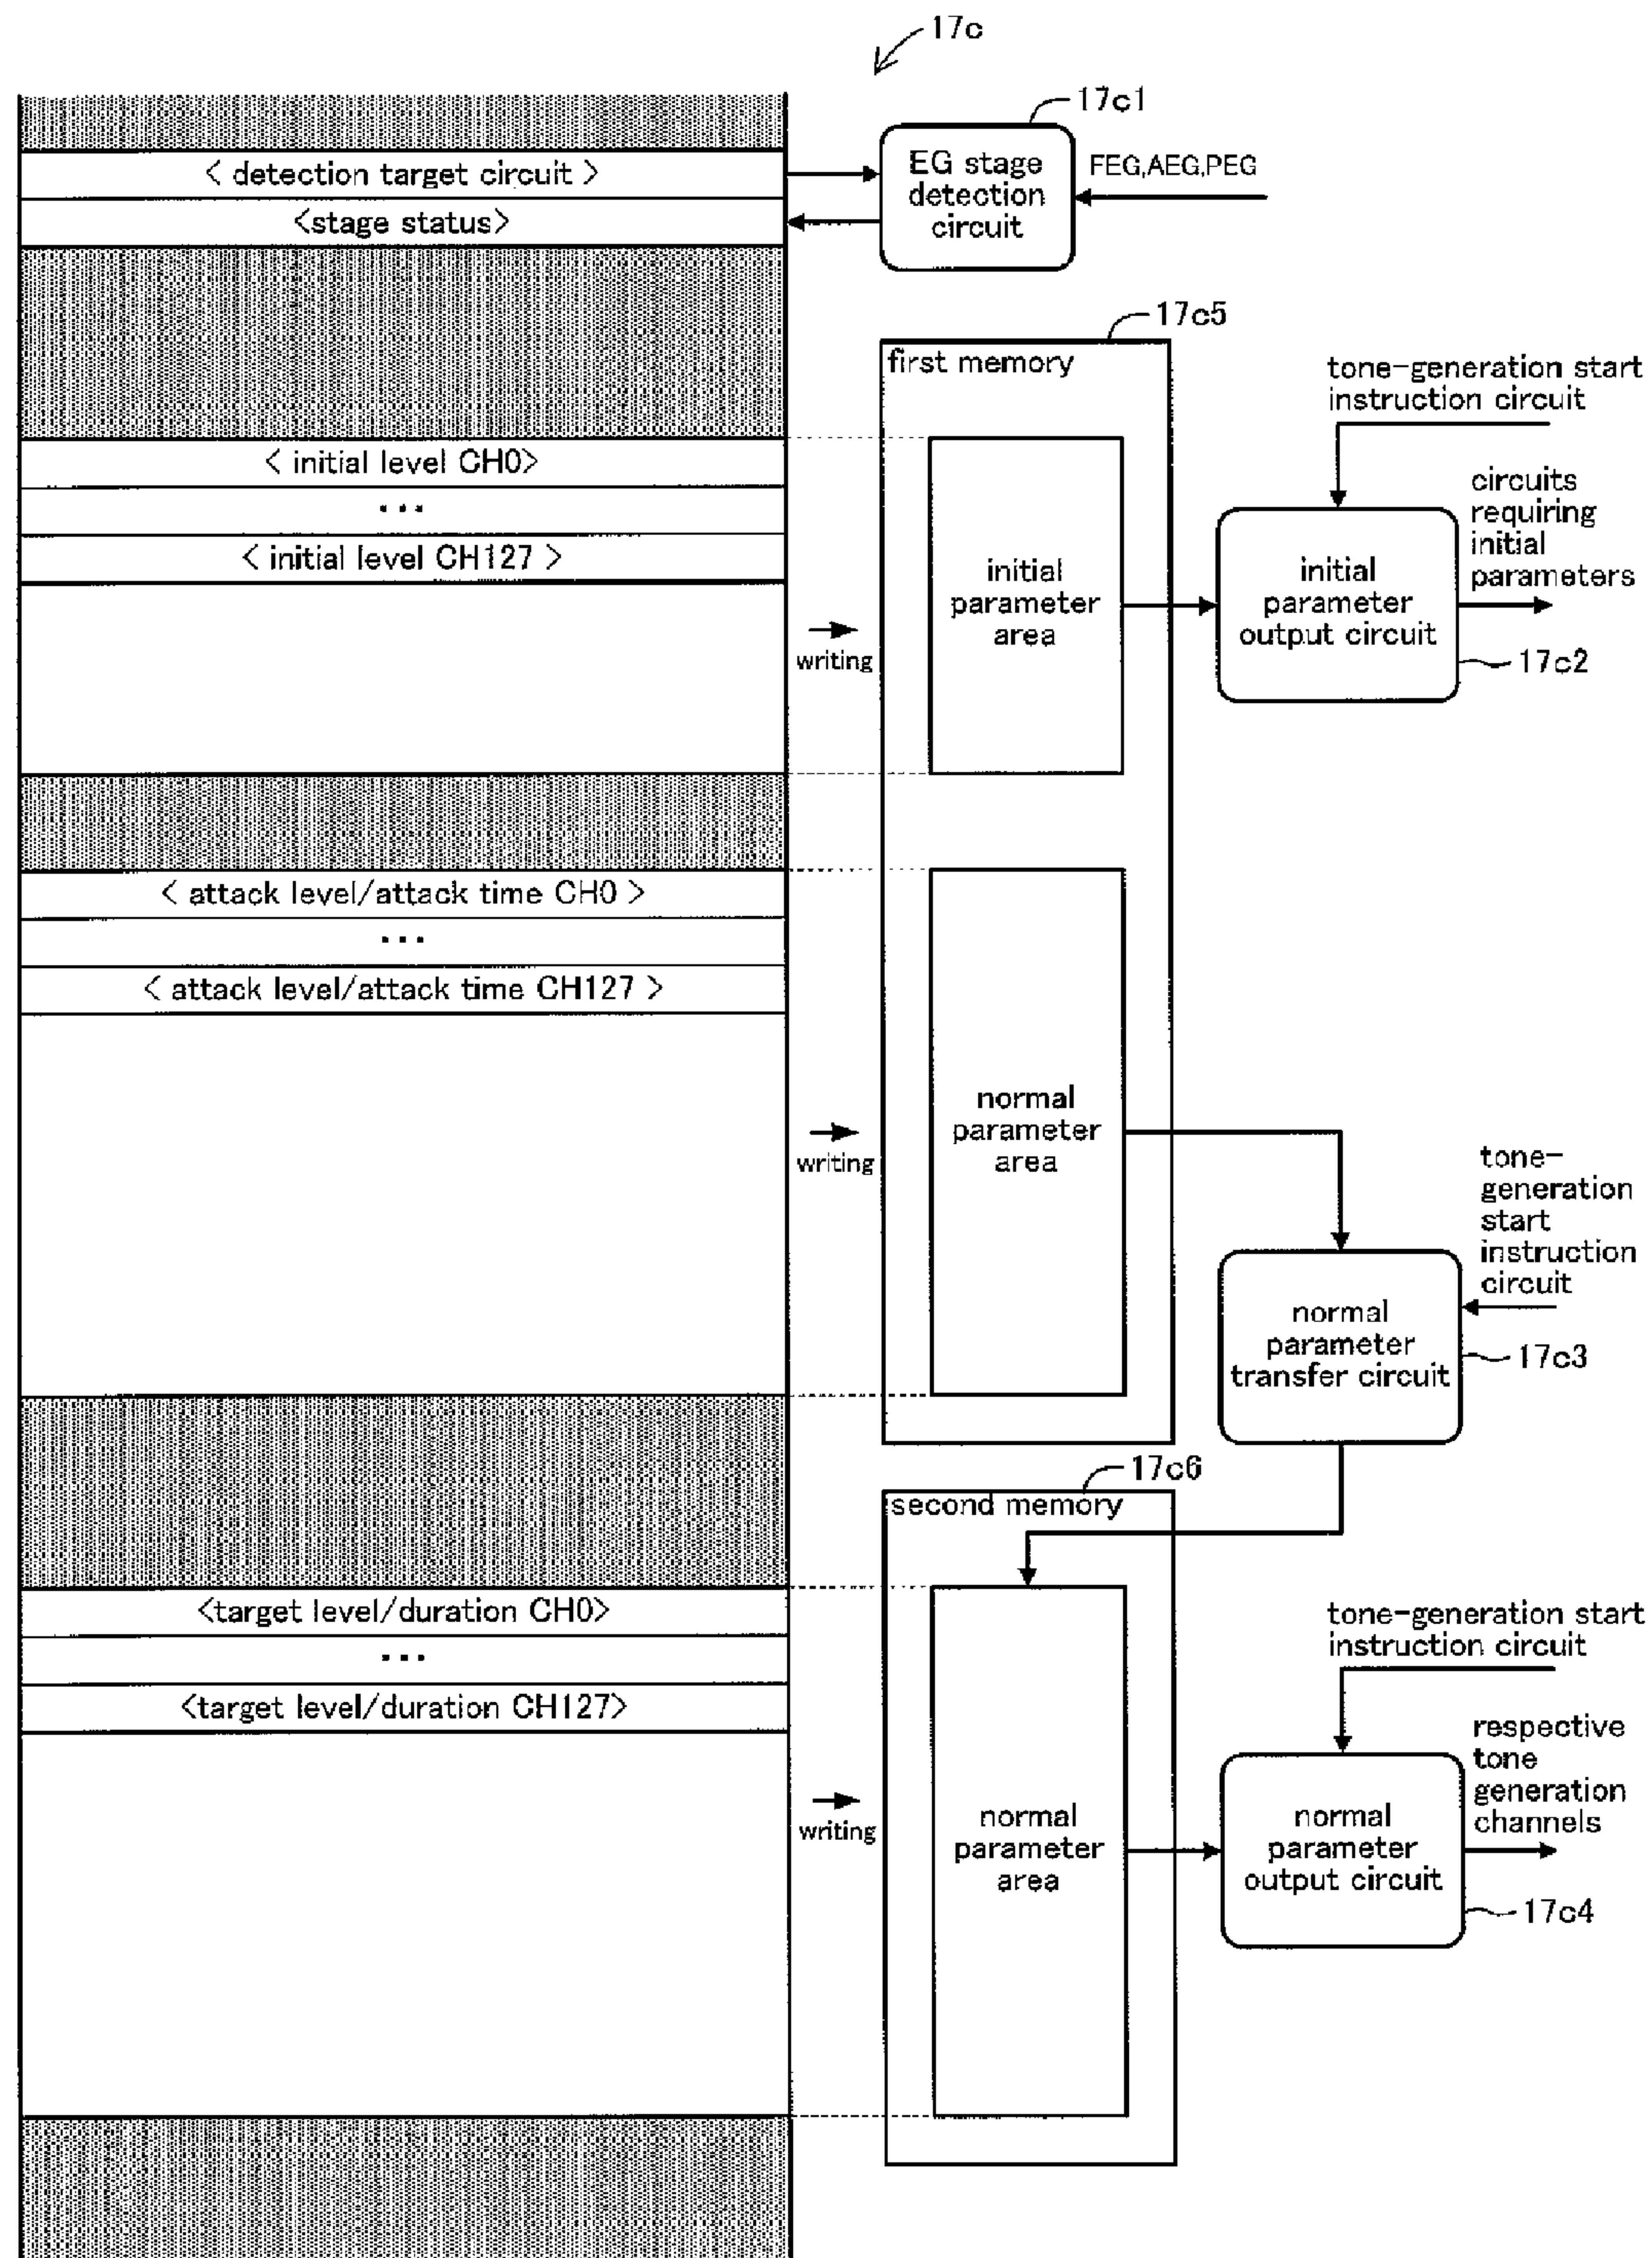 17c
17c1
< detection target circuit >
<stage status>
EG stage
detection
circuit
FEG,AEG,PEG
17c5
first memory
tone-generation start
instruction circuit
< initial level CH0>
...
< initial level CH127 >
circuits
requiring
initial
parameters
initial
parameter
area
initial
parameter
output circuit
writing
17c2
< attack level/attack time CH0 >
...
< attack level/attack time CH127 >
normal
parameter
area
writing
tone-
generation
start
instruction
circuit
normal
parameter
transfer circuit
17c3
17c6
second memory
<target level/duration CH0>
...
<target level/duration CH127>
tone-generation start
instruction circuit
respective
tone
generation
channels
writing
normal
parameter
area
normal
parameter
output circuit
17c4